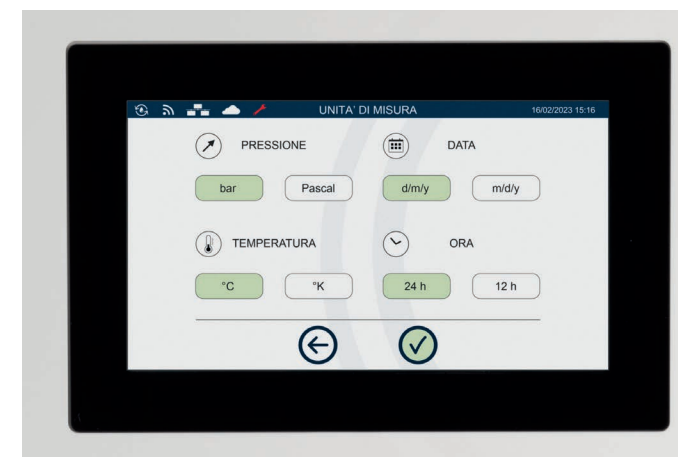 UNITA' DI MISURA 16/02/2023 15:16
PRESSIONE DATA
bar Pascal d/m/y m/d/y
TEMPERATURA ORA
°C °K 24 h 12 h